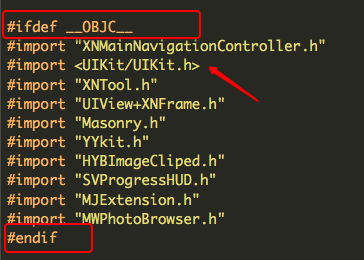 #ifdef __OBJC__
#import "XNMainNavigationController.h"
#import <UIKit/UIKit.h>
#import "XNTool.h"
#import "UIView+XNFrame.h"
#import "Masonry.h"
#import "YYkit.h"
#import "HYBImageCliped.h"
#import "SVProgressHUD.h"
#import "MJExtension.h"
#import "MWPhotoBrowser.h"
#endif